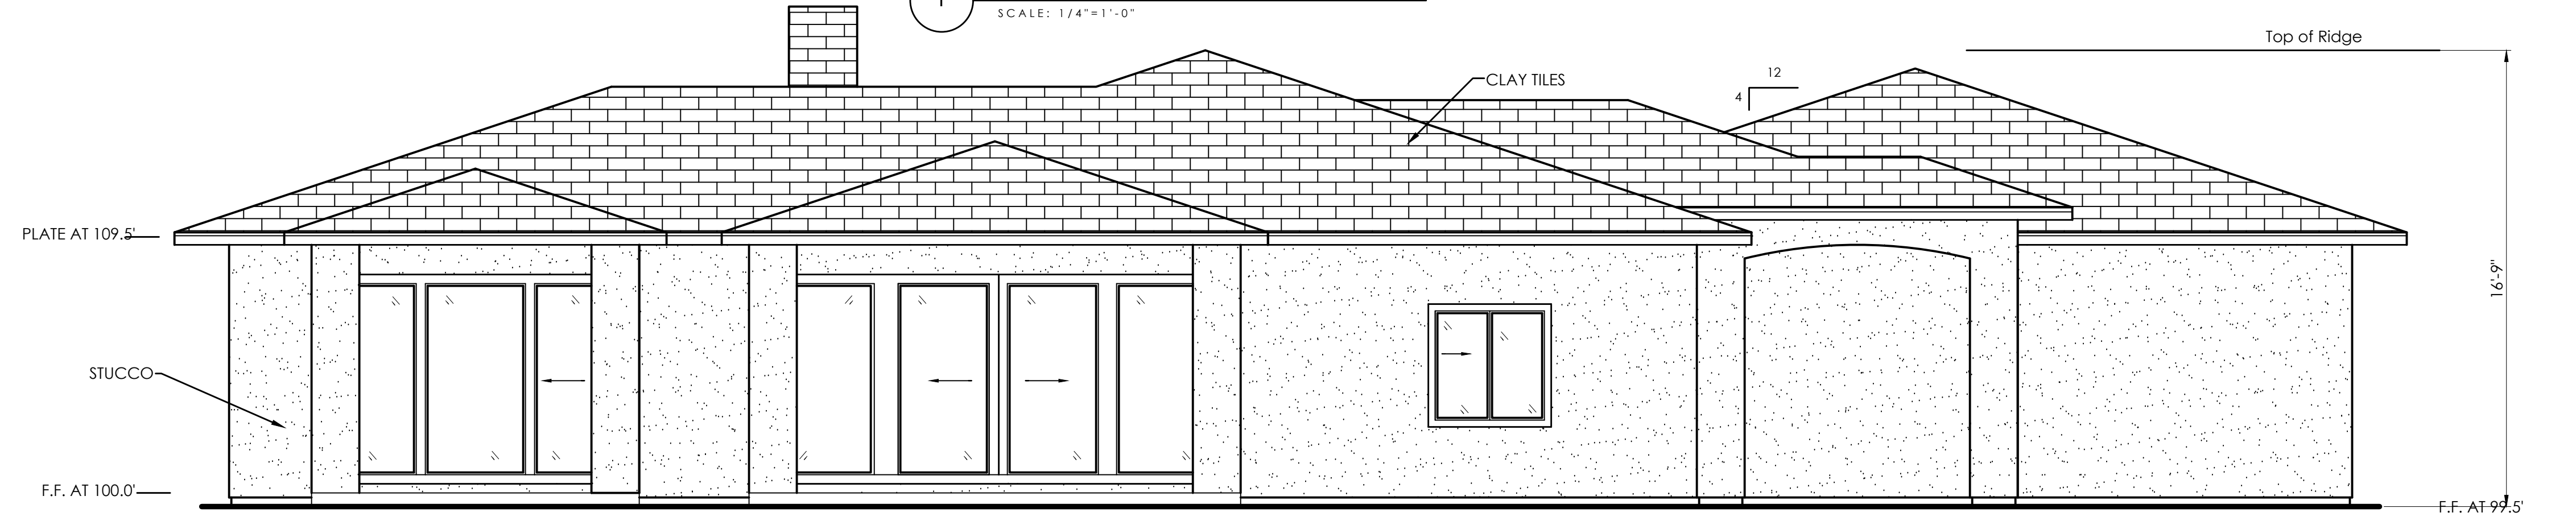 SCALE: 1/4"=1'-0"
Top of Ridge
CLAY TILES
12
4
PLATE AT 109.5'
16'-9"
STUCCO
F.F. AT 100.0'
F.F. AT 99.5'